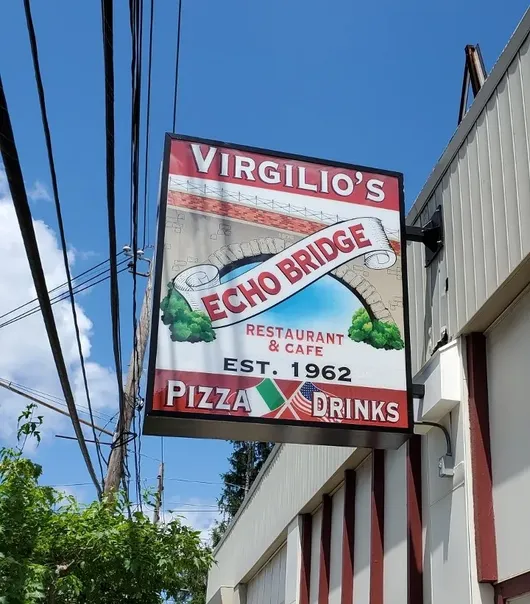 VIRGILIO'S
ECHO BRIDGE
RESTAURANT
& CAFE
EST. 1962
PIZZA DRINKS